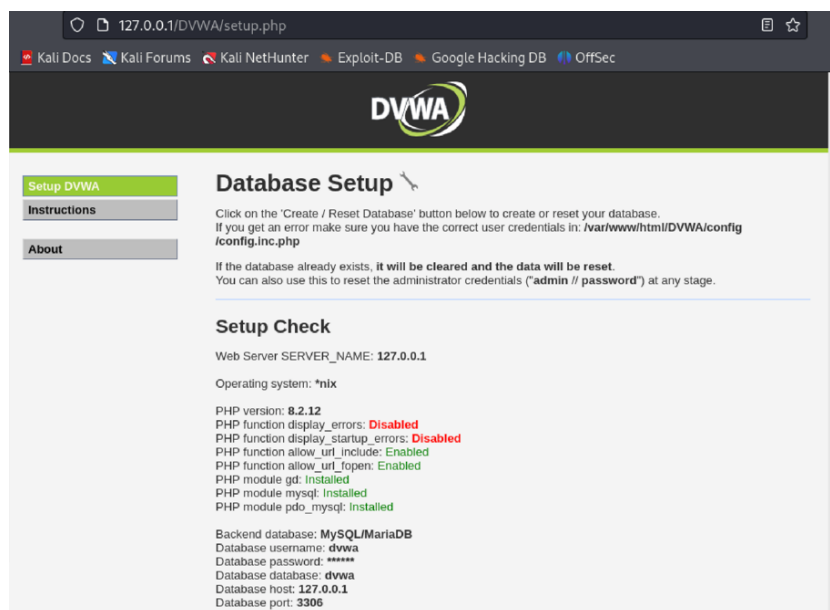 127.0.0.1/DVWA/setup.php
Kali Docs Kali Forums Kali NetHunter Exploit-DB Google Hacking DB OffSec
DVWA
Setup DVWA
Instructions
About
Database Setup
Click on the 'Create / Reset Database' button below to create or reset your database.
If you get an error make sure you have the correct user credentials in: /var/www/html/DVWA/config
/config.inc.php
If the database already exists, it will be cleared and the data will be reset.
You can also use this to reset the administrator credentials ("admin // password") at any stage.
Setup Check
Web Server SERVER_NAME: 127.0.0.1
Operating system: *nix
PHP version: 8.2.12
PHP function display_errors: Disabled
PHP function display_startup_errors: Disabled
PHP function allow_url_include: Enabled
PHP function allow_url_fopen: Enabled
PHP module gd: Installed
PHP module mysql: Installed
PHP module pdo_mysql: Installed
Backend database: MySQL/MariaDB
Database username: dvwa
Database password: ******
Database database: dvwa
Database host: 127.0.0.1
Database port: 3306